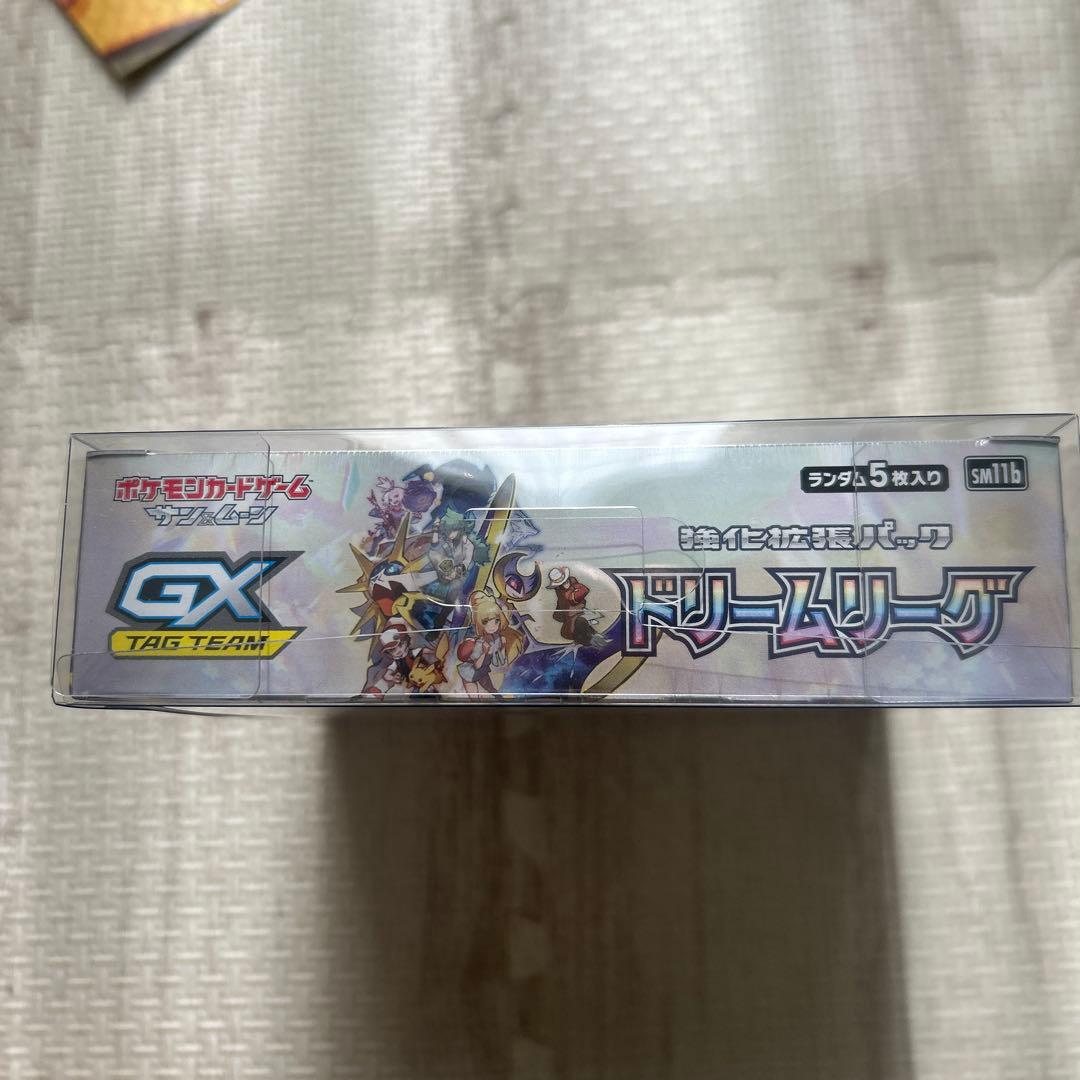 ポケモンカードゲーム
サン&ムーン
GX
TAG TEAM
ランダム5枚入り
SM11b
強化拡張パック
ドリームリーグ